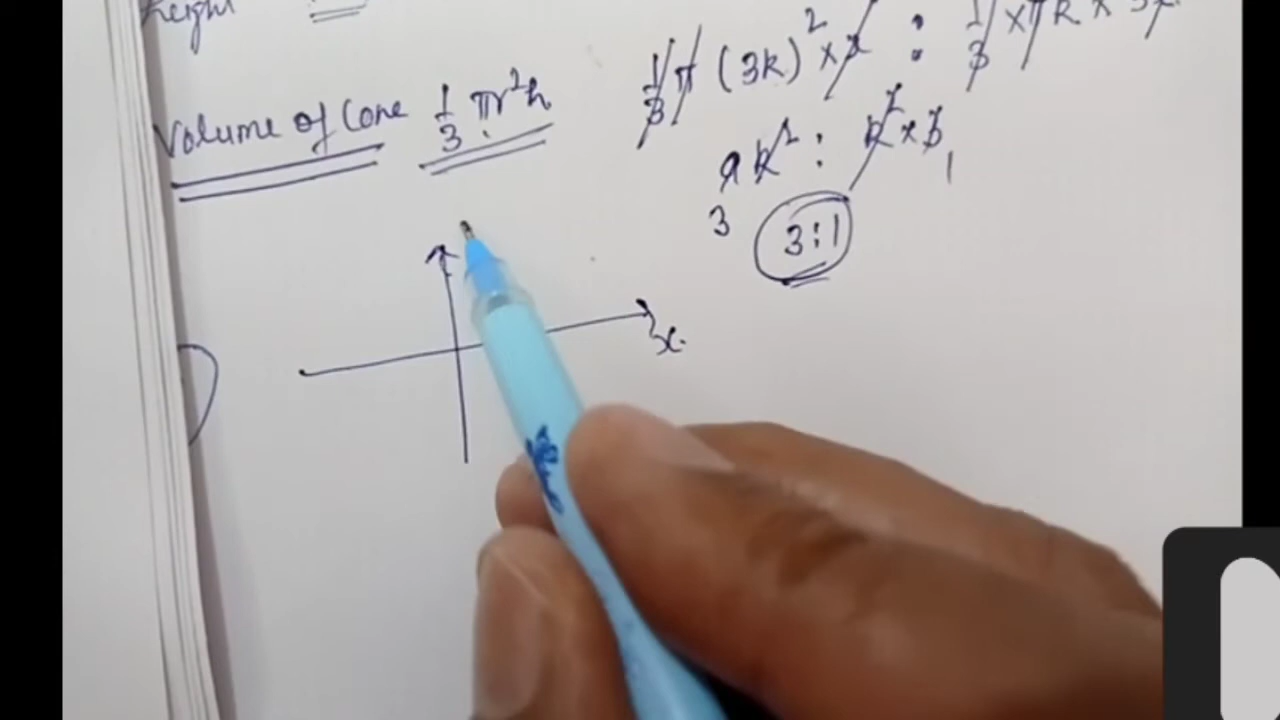 height
Volume of Cone 1/3 πr²h
1/3 π (3k)² × x : 1/3 × π k × 3x
9k² : k² × 3
3 1
3:1
x